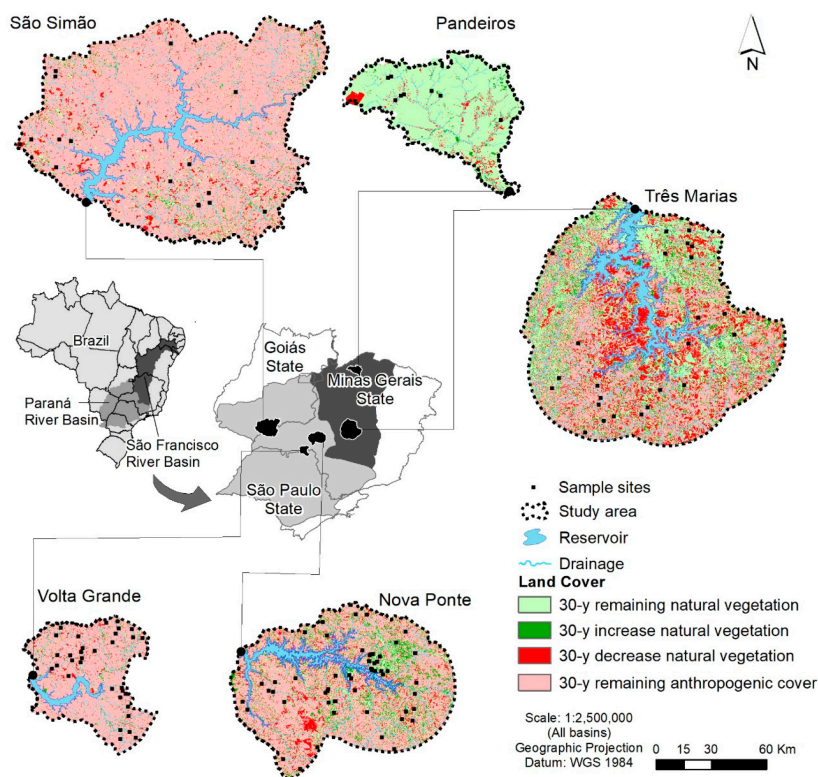 São Simão
Pandeiros
N
Três Marias
Brazil
Paraná
River Basin
São Francisco
River Basin
Goiás
State
Minas Gerais
State
São Paulo
State
Sample sites
Study area
Reservoir
Drainage
Land Cover
30-y remaining natural vegetation
30-y increase natural vegetation
30-y decrease natural vegetation
30-y remaining anthropogenic cover
Volta Grande
Nova Ponte
Scale: 1:2,500,000
(All basins)
Geographic Projection
Datum: WGS 1984
0 15 30 60 Km